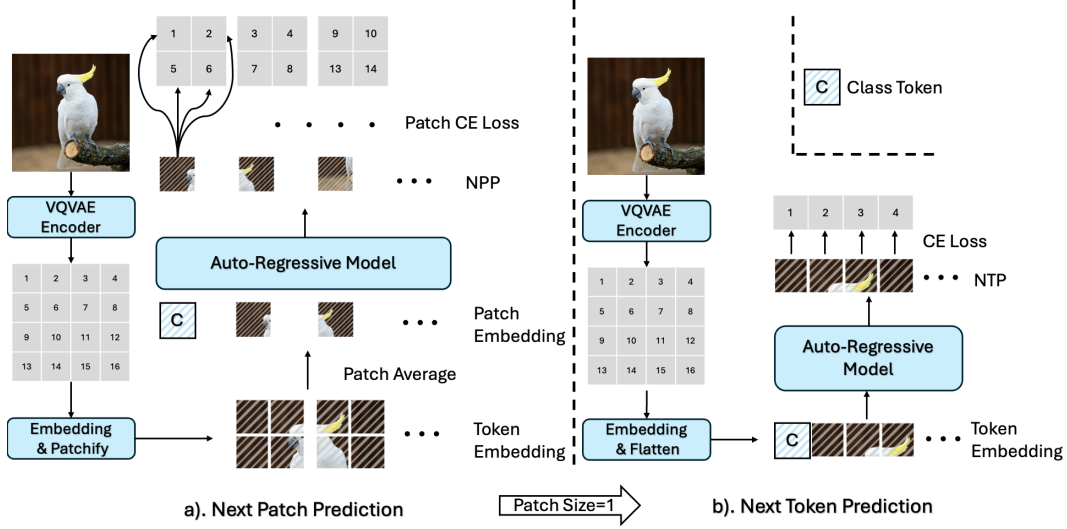 1 2 3 4 9 10
5 6 7 8 13 14
Patch CE Loss
NPP
VQVAE
Encoder
Auto-Regressive Model
1 2 3 4
5 6 7 8
9 10 11 12
13 14 15 16
C
Patch
Embedding
Patch Average
Embedding
& Patchify
Token
Embedding
a). Next Patch Prediction
Patch Size=1
C Class Token
VQVAE
Encoder
1 2 3 4
CE Loss
NTP
1 2 3 4
5 6 7 8
9 10 11 12
13 14 15 16
Auto-Regressive
Model
Embedding
& Flatten
C
Token
Embedding
b). Next Token Prediction